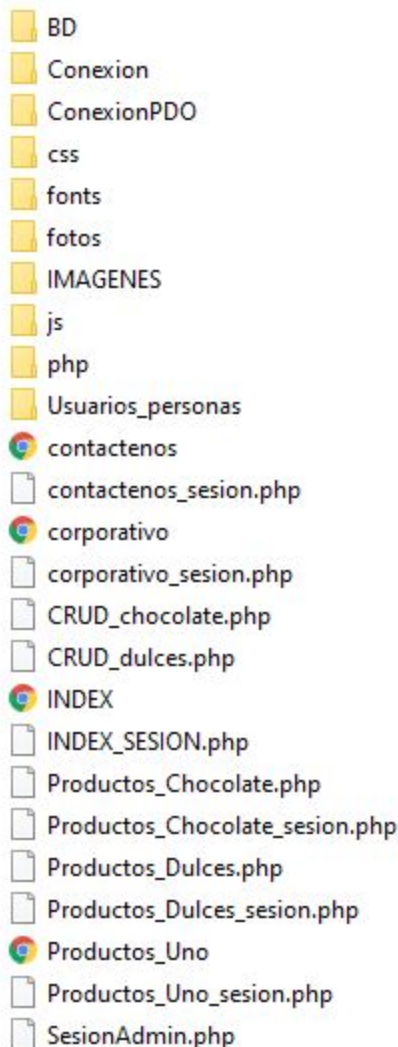 BD
Conexion
ConexionPDO
css
fonts
fotos
IMAGENES
js
php
Usuarios_personas
contactenos
contactenos_sesion.php
corporativo
corporativo_sesion.php
CRUD_chocolate.php
CRUD_dulces.php
INDEX
INDEX_SESION.php
Productos_Chocolate.php
Productos_Chocolate_sesion.php
Productos_Dulces.php
Productos_Dulces_sesion.php
Productos_Uno
Productos_Uno_sesion.php
SesionAdmin.php